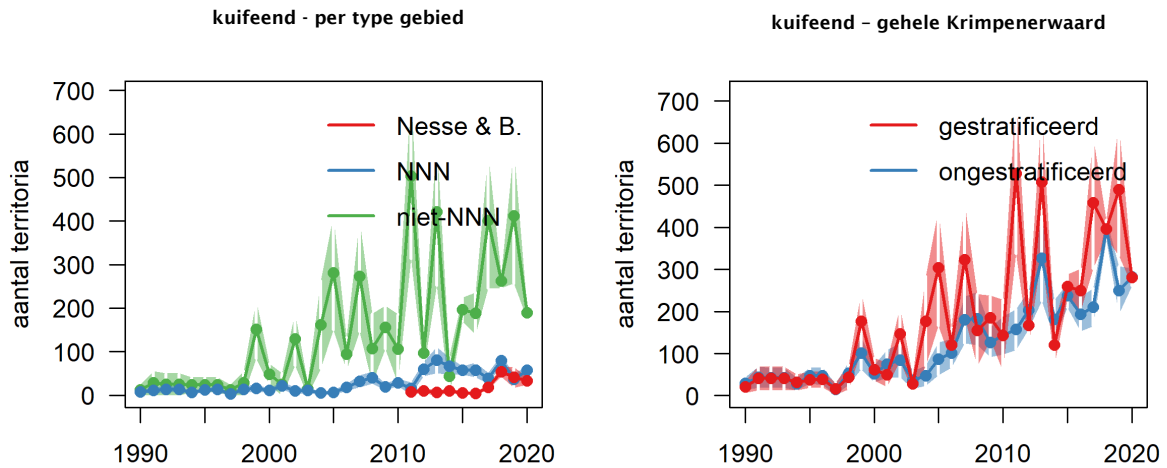 kuifeend - per type gebied
aantal territoria
700
600
500
400
300
200
100
0
1990
2000
2010
2020
Nesse & B.
NNN
niet-NNN
kuifeend – gehele Krimpenerwaard
aantal territoria
700
600
500
400
300
200
100
0
1990
2000
2010
2020
gestratificeerd
ongestratificeerd